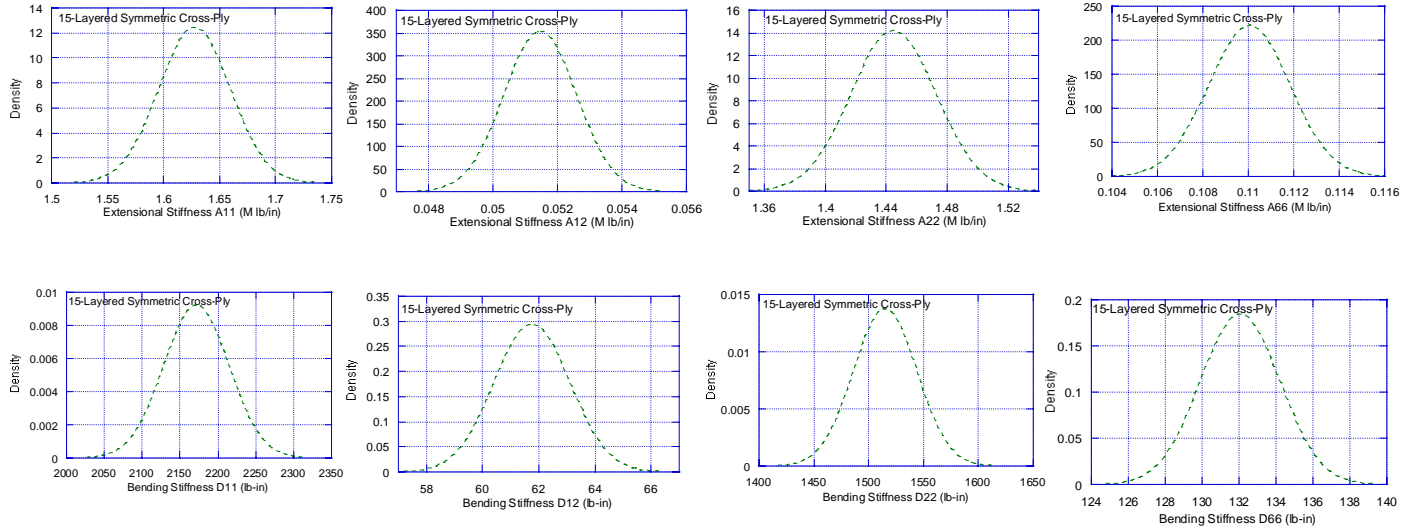 15-Layered Symmetric Cross-Ply
14
12
10
8
6
4
2
0
Density
1.5 1.55 1.6 1.65 1.7 1.75
Extensional Stiffness A11 (M lb/in)
15-Layered Symmetric Cross-Ply
400
350
300
250
200
150
100
50
0
Density
0.048 0.05 0.052 0.054 0.056
Extensional Stiffness A12 (M lb/in)
15-Layered Symmetric Cross-Ply
16
14
12
10
8
6
4
2
0
Density
1.36 1.4 1.44 1.48 1.52
Extensional Stiffness A22 (M lb/in)
15-Layered Symmetric Cross-Ply
250
200
150
100
50
0
Density
0.104 0.106 0.108 0.11 0.112 0.114 0.116
Extensional Stiffness A66 (M lb/in)
15-Layered Symmetric Cross-Ply
0.01
0.008
0.006
0.004
0.002
0
Density
2000 2050 2100 2150 2200 2250 2300 2350
Bending Stiffness D11 (lb-in)
15-Layered Symmetric Cross-Ply
0.35
0.3
0.25
0.2
0.15
0.1
0.05
0
Density
58 60 62 64 66
Bending Stiffness D12 (lb-in)
15-Layered Symmetric Cross-Ply
0.015
0.01
0.005
0
Density
1400 1450 1500 1550 1600 1650
Bending Stiffness D22 (lb-in)
15-Layered Symmetric Cross-Ply
0.2
0.15
0.1
0.05
0
Density
124 126 128 130 132 134 136 138 140
Bending Stiffness D66 (lb-in)